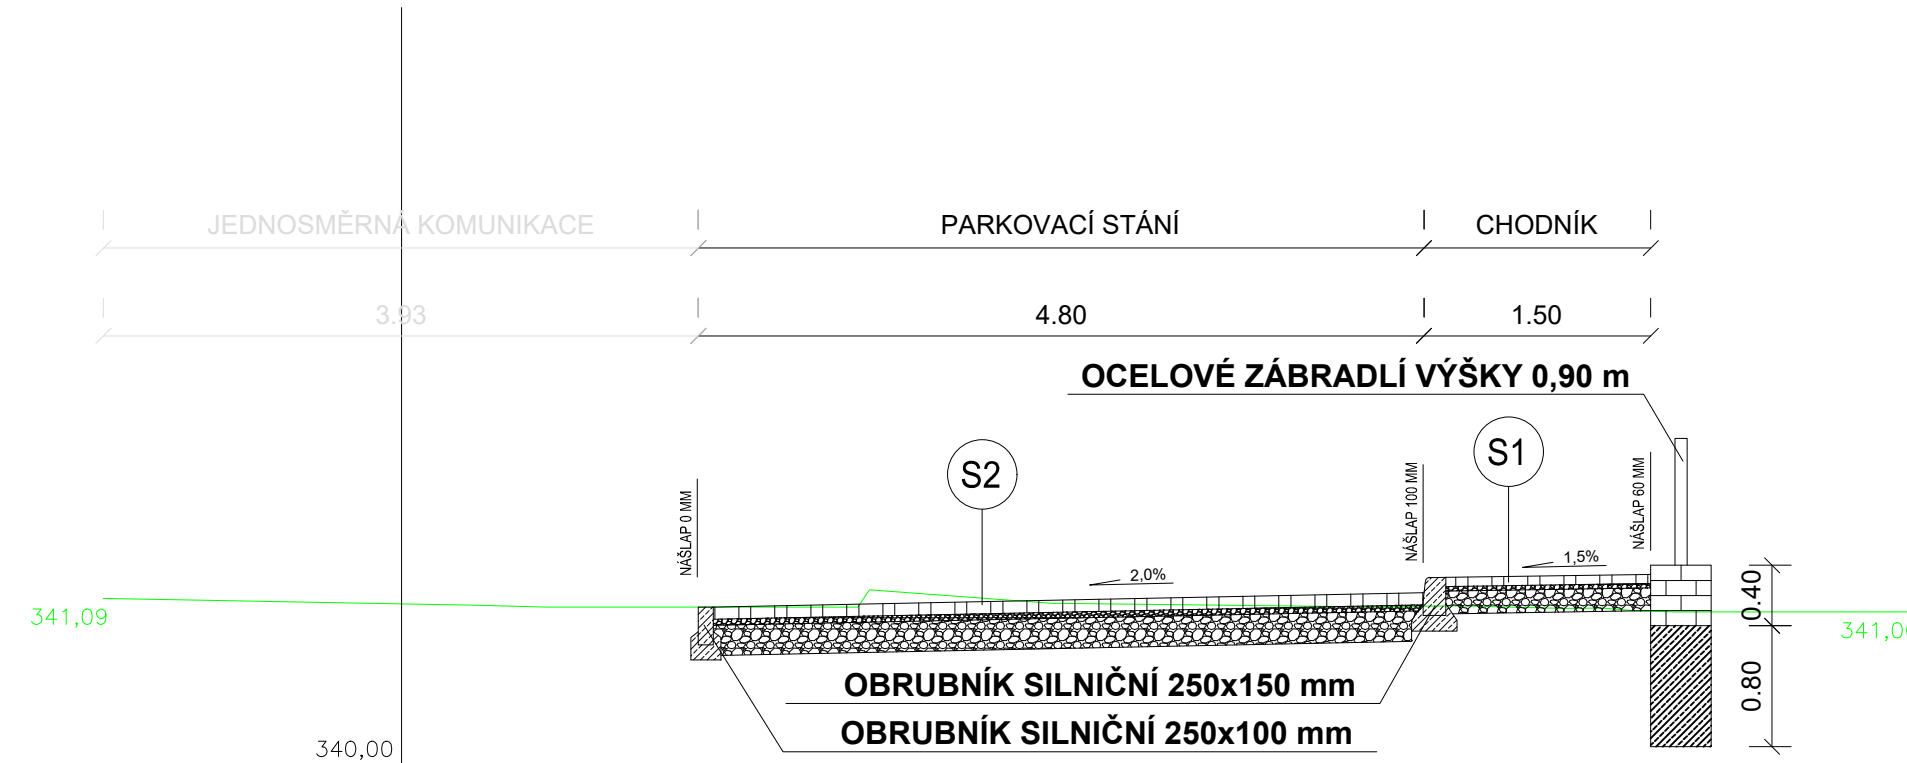 JEDNOSMĚRNÁ KOMUNIKACE
PARKOVACÍ STÁNÍ
CHODNÍK
3.93
4.80
1.50
OCELOVÉ ZÁBRADLÍ VÝŠKY 0,90 m
S2
S1
NÁŠLAP 0 MM
NÁŠLAP 100 MM
NÁŠLAP 60 MM
2,0%
1,5%
0.40
341,09
341,00
0.80
OBRUBNÍK SILNIČNÍ 250x150 mm
OBRUBNÍK SILNIČNÍ 250x100 mm
340,00